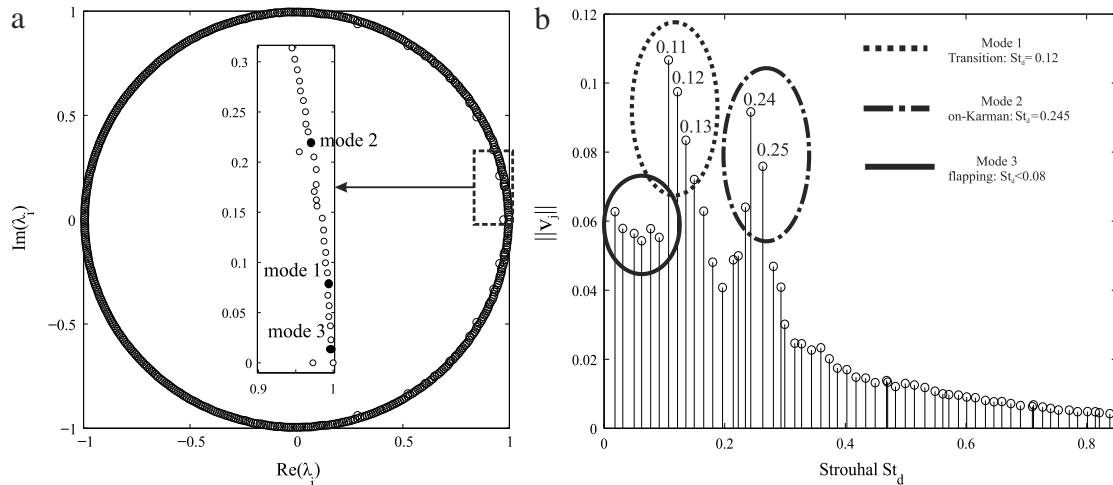 a
1
0.5
0
−0.5
−1
−1
−0.5
0
0.5
1
Im(λi)
Re(λi)
0.3
0.25
0.2
0.15
0.1
0.05
0
0.9
1
mode 2
mode 1
mode 3
b
0.12
0.1
0.08
0.06
0.04
0.02
0
0
0.2
0.4
0.6
0.8
||vj||
Strouhal Std
0.11
0.12
0.13
0.24
0.25
Mode 1
Transition: Std=0.12
Mode 2
on-Karman: Std=0.245
Mode 3
flapping: Std<0.08